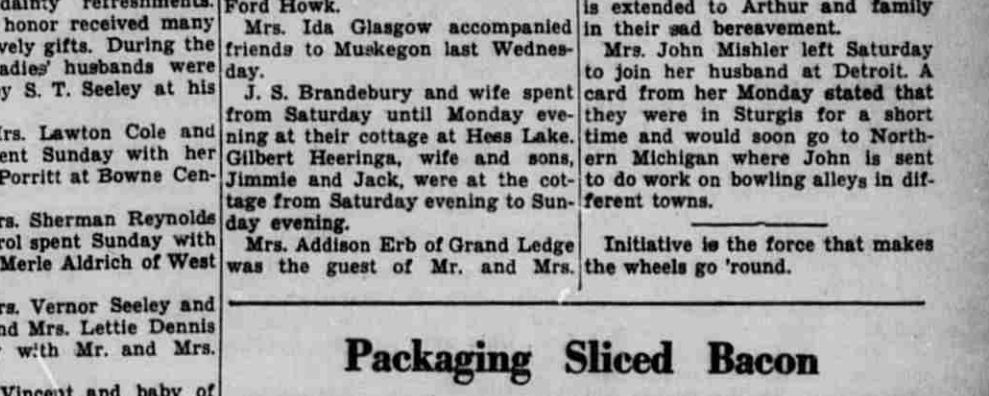 dainty refreshments.
honor received many
vely gifts. During the
adies' husbands were
y S. T. Seeley at his
rs. Lawton Cole and
ent Sunday with her
Porritt at Bowne Cen-
rs. Sherman Reynolds
rol spent Sunday with
Merle Aldrich of West
rs. Vernor Seeley and
nd Mrs. Lettie Dennis
with Mr. and Mrs.
Vincent and baby of
Ford Howk.
Mrs. Ida Glasgow accompanied
friends to Muskegon last Wednes-
day.
J. S. Brandebury and wife spent
from Saturday until Monday eve-
ning at their cottage at Hess Lake.
Gilbert Heeringa, wife and sons,
Jimmie and Jack, were at the cot-
tage from Saturday evening to Sun-
day evening.
Mrs. Addison Erb of Grand Ledge
was the guest of Mr. and Mrs.
is extended to Arthur and family
in their sad bereavement.
Mrs. John Mishler left Saturday
to join her husband at Detroit. A
card from her Monday stated that
they were in Sturgis for a short
time and would soon go to North-
ern Michigan where John is sent
to do work on bowling alleys in dif-
ferent towns.
Initiative is the force that makes
the wheels go 'round.
Packaging Sliced Bacon